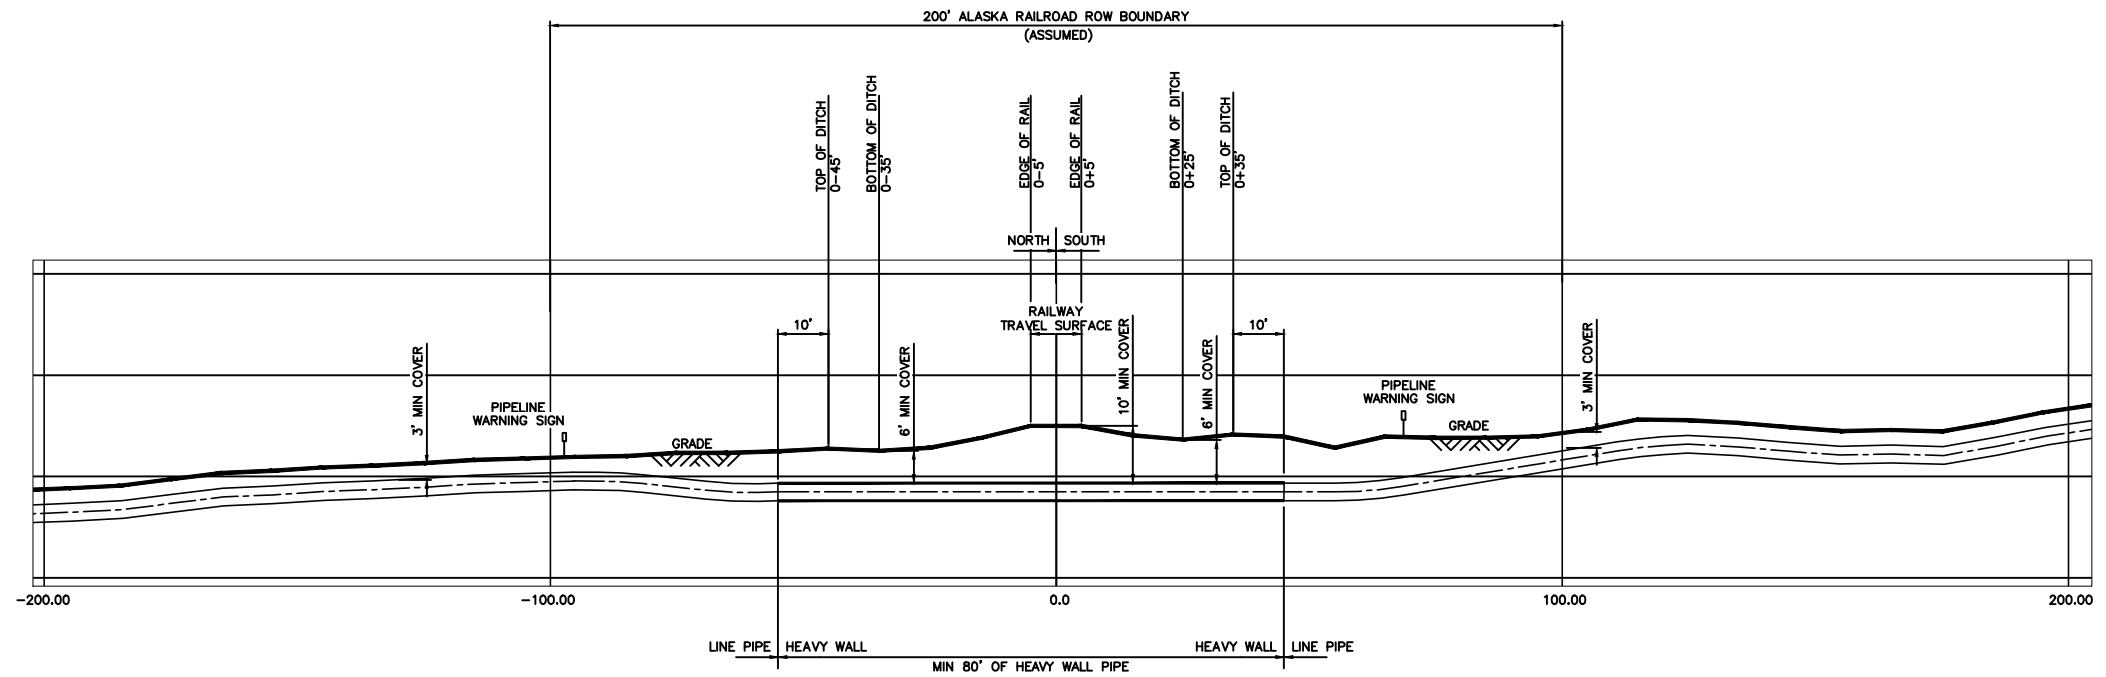 200' ALASKA RAILROAD ROW BOUNDARY
(ASSUMED)
TOP OF DITCH
0-45'
BOTTOM OF DITCH
0-35'
EDGE OF RAIL
0-5'
EDGE OF RAIL
0+5'
BOTTOM OF DITCH
0+25'
TOP OF DITCH
0+35'
NORTH
SOUTH
RAILWAY
TRAVEL SURFACE
10'
10'
3' MIN COVER
6' MIN COVER
10' MIN COVER
6' MIN COVER
3' MIN COVER
PIPELINE
WARNING SIGN
GRADE
PIPELINE
WARNING SIGN
GRADE
-200.00
-100.00
0.0
100.00
200.00
LINE PIPE
HEAVY WALL
HEAVY WALL
LINE PIPE
MIN 80' OF HEAVY WALL PIPE